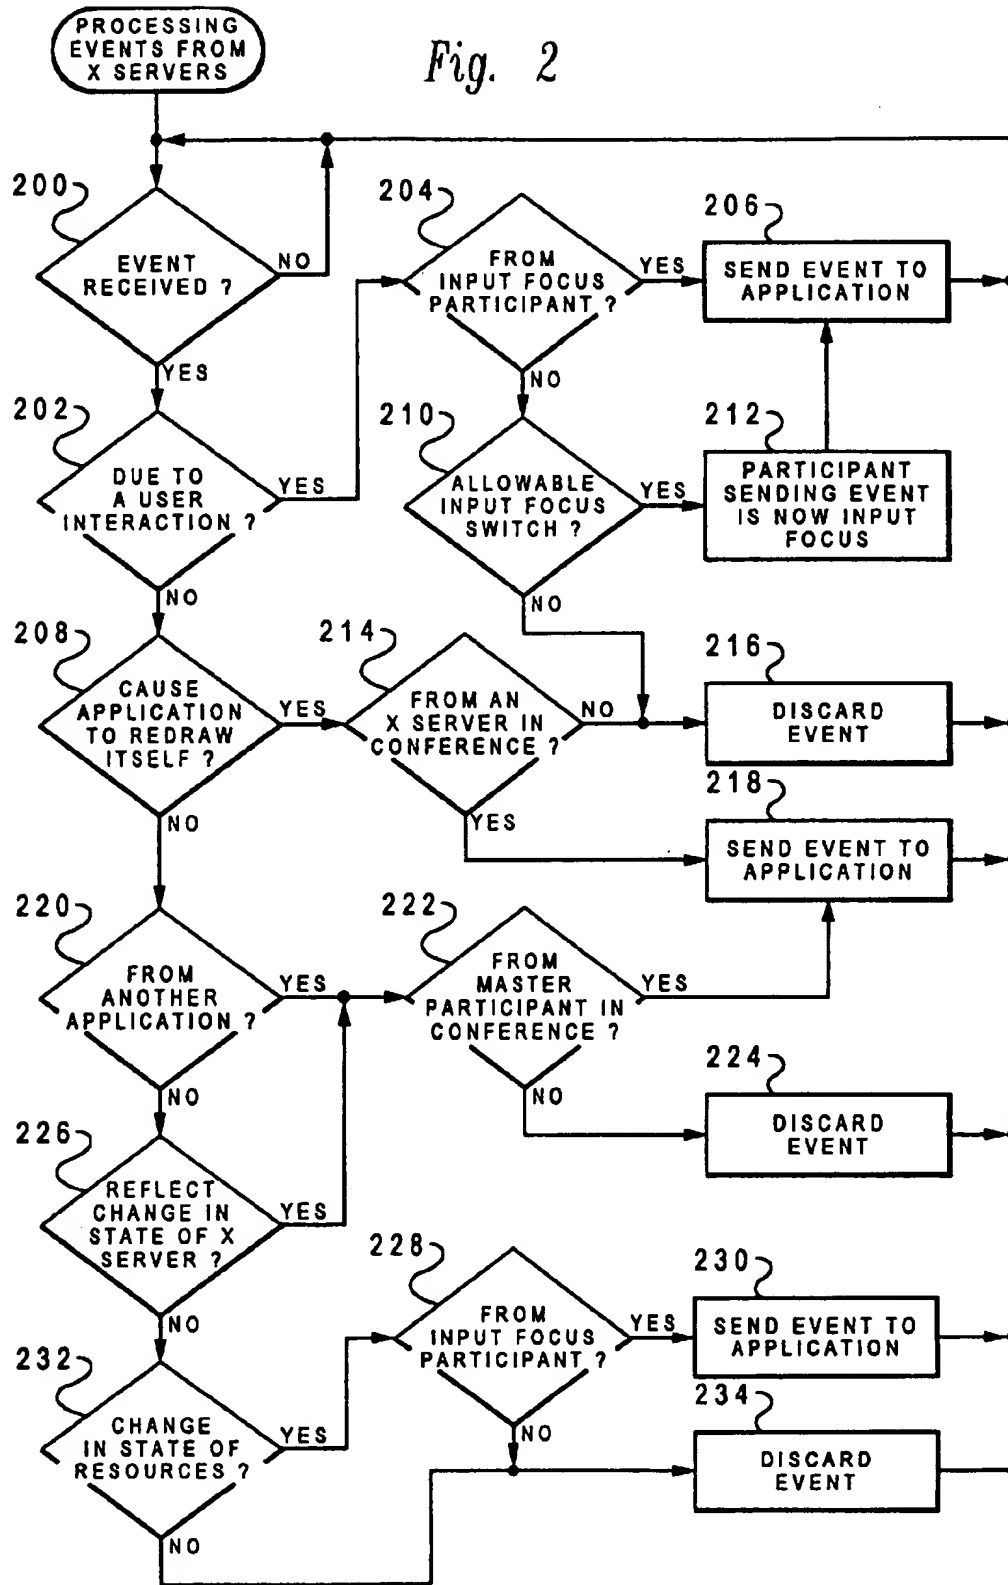 PROCESSING
EVENTS FROM
X SERVERS
Fig. 2
200
EVENT
RECEIVED ?
NO
YES
202
DUE TO
A USER
INTERACTION ?
YES
NO
204
FROM
INPUT FOCUS
PARTICIPANT ?
YES
NO
206
SEND EVENT TO
APPLICATION
210
ALLOWABLE
INPUT FOCUS
SWITCH ?
YES
NO
212
PARTICIPANT
SENDING EVENT
IS NOW INPUT
FOCUS
208
CAUSE
APPLICATION
TO REDRAW
ITSELF ?
YES
NO
214
FROM AN
X SERVER IN
CONFERENCE ?
NO
YES
216
DISCARD
EVENT
218
SEND EVENT TO
APPLICATION
220
FROM
ANOTHER
APPLICATION ?
YES
NO
222
FROM
MASTER
PARTICIPANT IN
CONFERENCE ?
YES
NO
224
DISCARD
EVENT
226
REFLECT
CHANGE IN
STATE OF X
SERVER ?
YES
NO
228
FROM
INPUT FOCUS
PARTICIPANT ?
YES
NO
230
SEND EVENT TO
APPLICATION
232
CHANGE
IN STATE OF
RESOURCES ?
YES
NO
234
DISCARD
EVENT